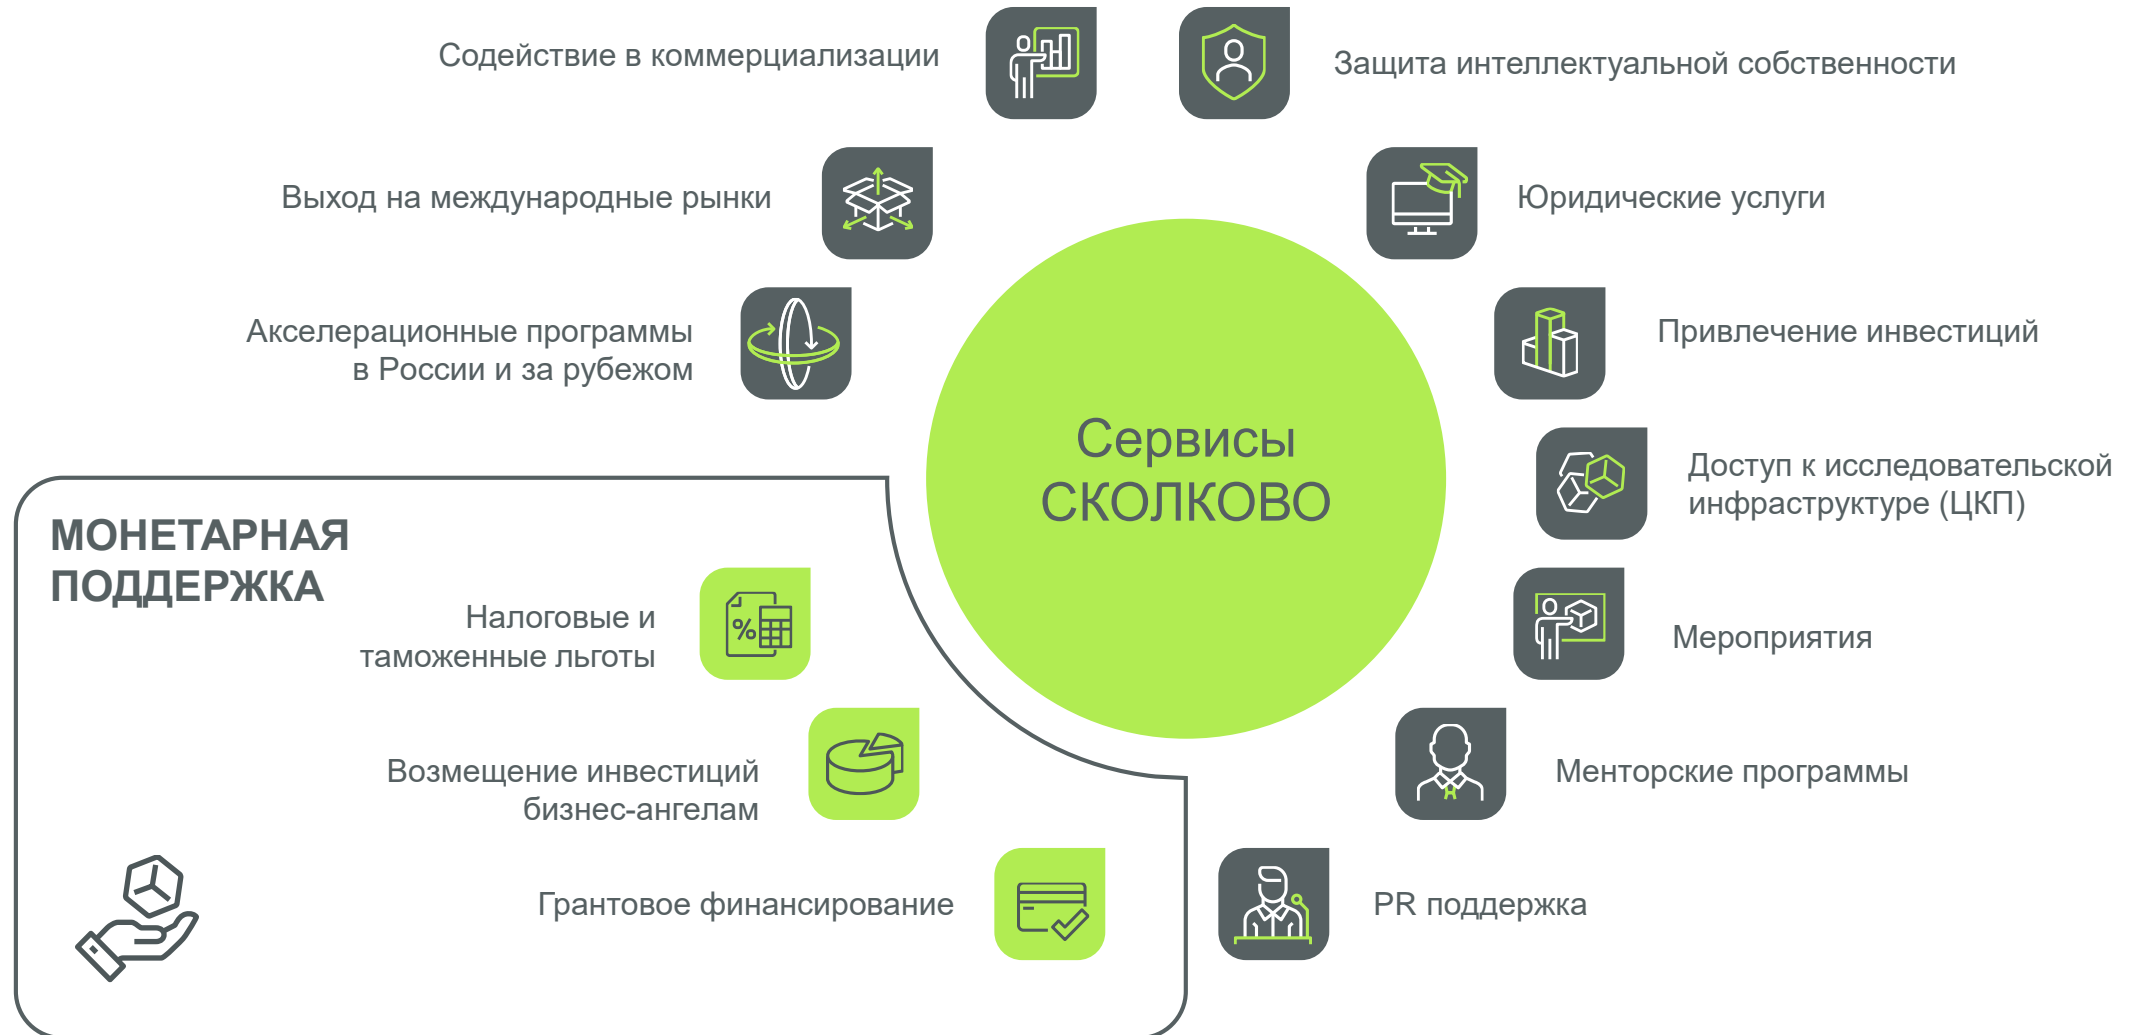 Содействие в коммерциализации
Защита интеллектуальной собственности
Выход на международные рынки
Юридические услуги
Акселерационные программы
в России и за рубежом
Привлечение инвестиций
Сервисы
СКОЛКОВО
Доступ к исследовательской
инфраструктуре (ЦКП)
МОНЕТАРНАЯ
ПОДДЕРЖКА
Налоговые и
таможенные льготы
%
Мероприятия
Возмещение инвестиций
бизнес-ангелам
Менторские программы
Грантовое финансирование
PR поддержка